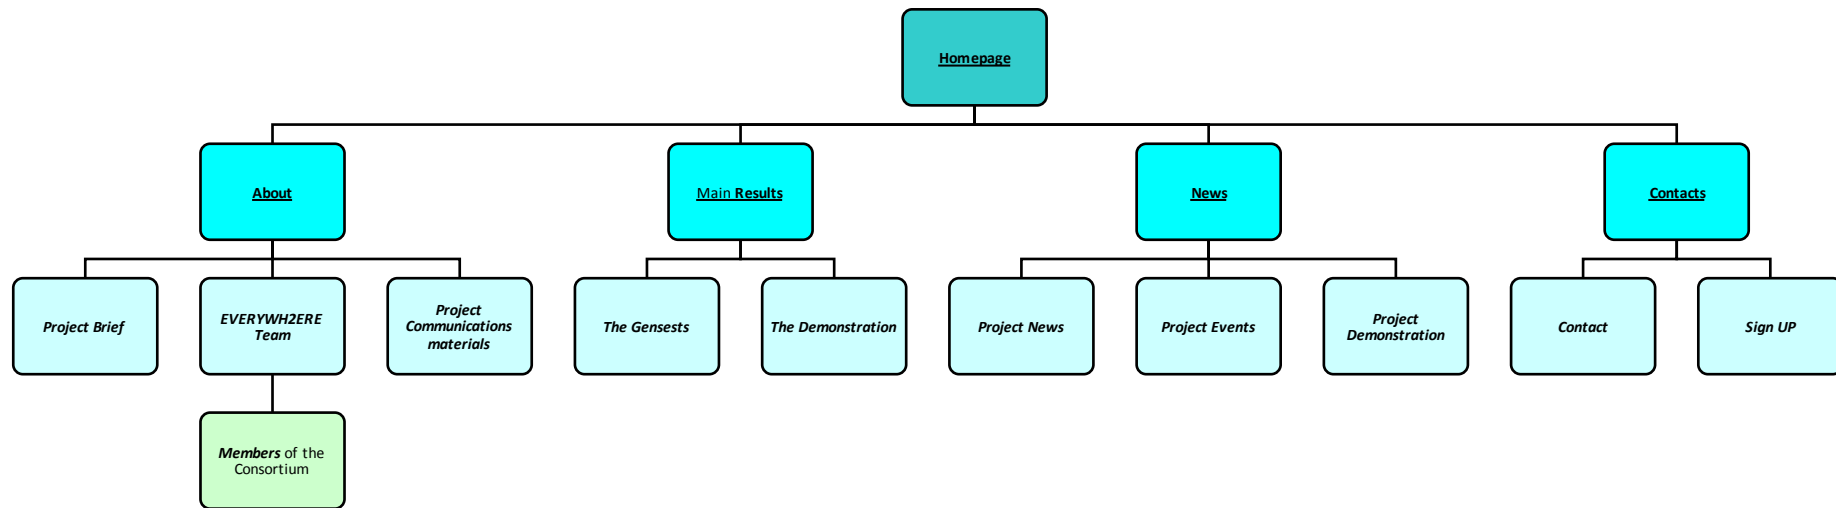 Homepage
About
Main Results
News
Contacts
Project Brief
EVERYWH2ERE
Team
Project
Communications
materials
The Gensests
The Demonstration
Project News
Project Events
Project
Demonstration
Contact
Sign UP
Members of the
Consortium